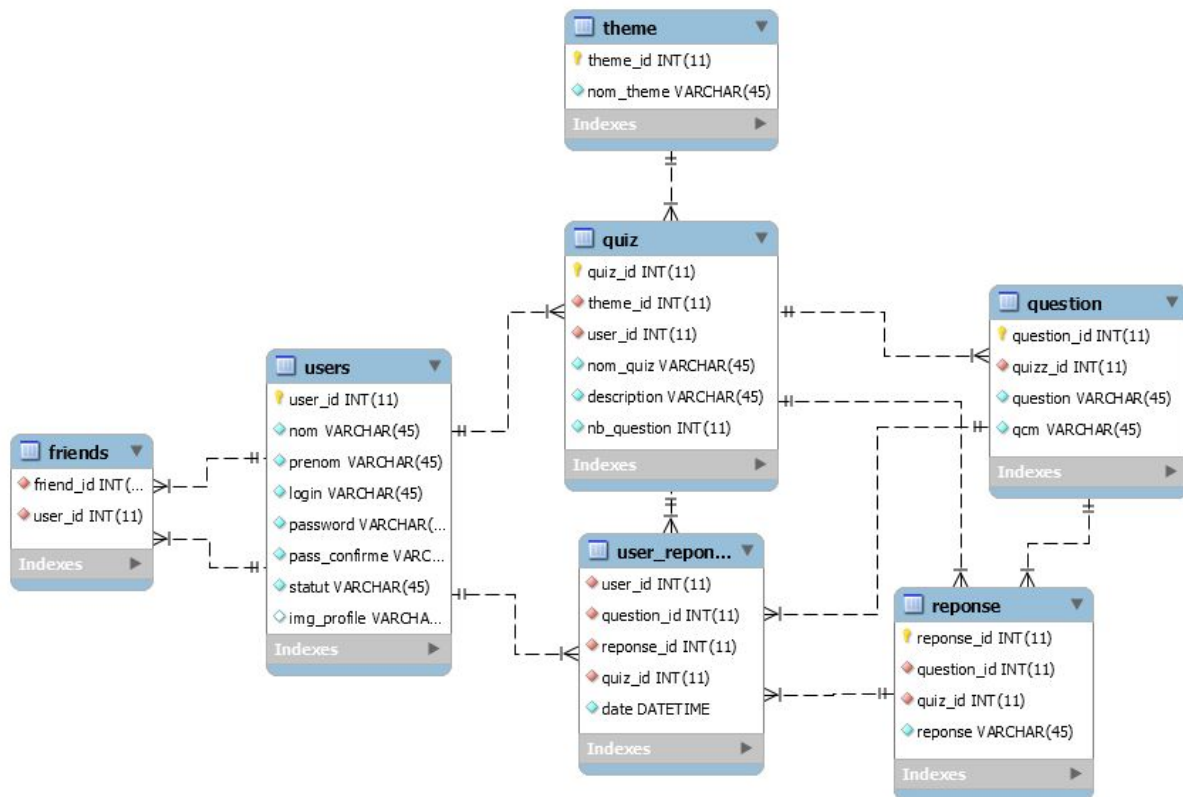 theme
theme_id INT(11)
nom_theme VARCHAR(45)
Indexes
quiz
quiz_id INT(11)
theme_id INT(11)
user_id INT(11)
nom_quiz VARCHAR(45)
description VARCHAR(45)
nb_question INT(11)
Indexes
question
question_id INT(11)
quizz_id INT(11)
question VARCHAR(45)
qcm VARCHAR(45)
Indexes
users
user_id INT(11)
nom VARCHAR(45)
prenom VARCHAR(45)
login VARCHAR(45)
password VARCHAR(...
pass_confirme VARC...
statut VARCHAR(45)
img_profile VARCHA...
Indexes
friends
friend_id INT(...
user_id INT(11)
Indexes
user_repon...
user_id INT(11)
question_id INT(11)
reponse_id INT(11)
quiz_id INT(11)
date DATETIME
Indexes
reponse
reponse_id INT(11)
question_id INT(11)
quiz_id INT(11)
reponse VARCHAR(45)
Indexes